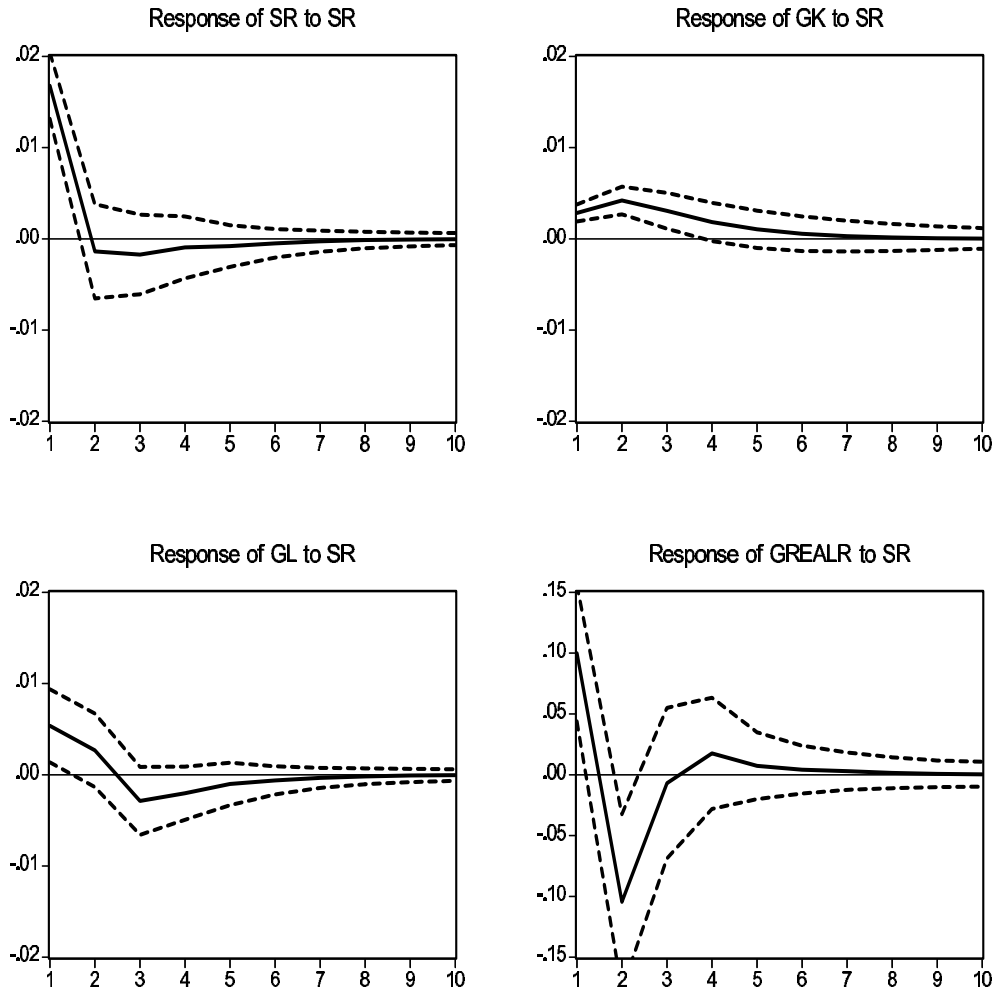 Response of SR to SR
.02
.01
.00
-.01
-.02
1 2 3 4 5 6 7 8 9 10
Response of GK to SR
.02
.01
.00
-.01
-.02
1 2 3 4 5 6 7 8 9 10
Response of GL to SR
.02
.01
.00
-.01
-.02
1 2 3 4 5 6 7 8 9 10
Response of GREALR to SR
.15
.10
.05
.00
-.05
-.10
-.15
1 2 3 4 5 6 7 8 9 10